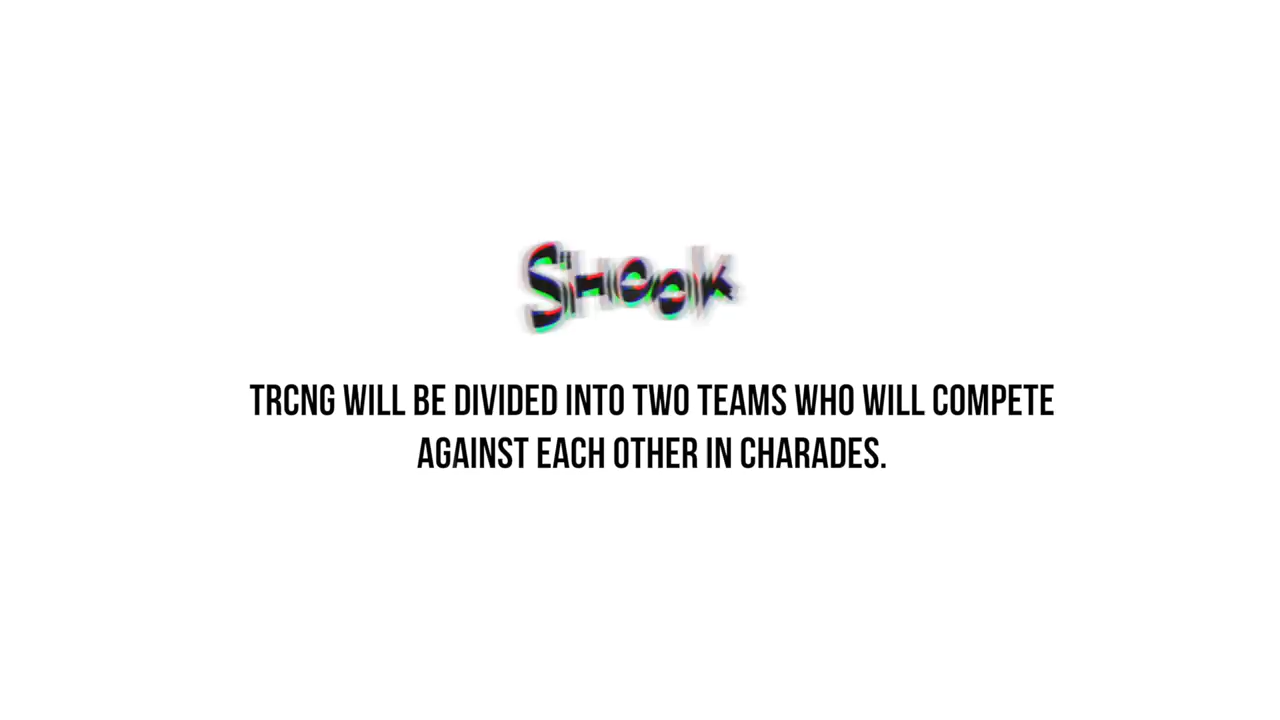 SHOOK
TRCNG WILL BE DIVIDED INTO TWO TEAMS WHO WILL COMPETE
AGAINST EACH OTHER IN CHARADES.